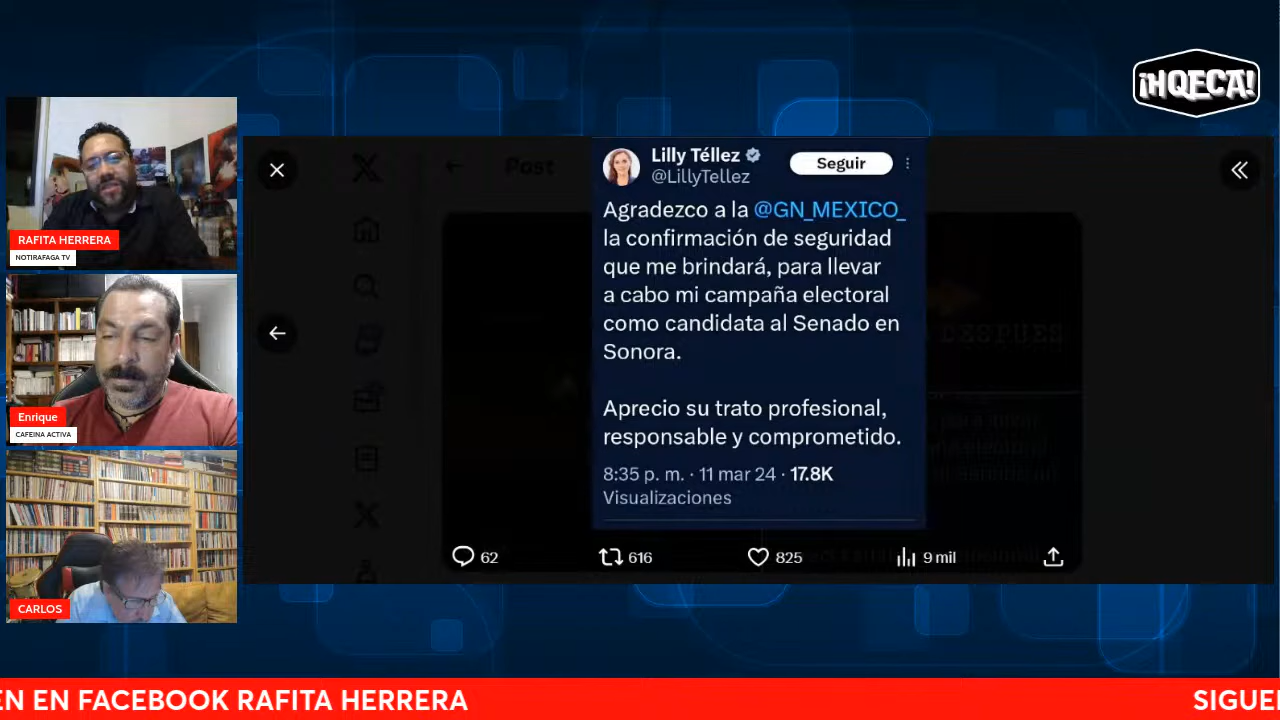 ¡HQECA!
RAFITA HERRERA
NOTIRAFAGA TV
Enrique
CAFEINA ACTIVA
CARLOS
Post
Lilly Téllez
@LillyTellez
Seguir
Agradezco a la @GN_MEXICO_
la confirmación de seguridad
que me brindará, para llevar
a cabo mi campaña electoral
como candidata al Senado en
Sonora.
Aprecio su trato profesional,
responsable y comprometido.
8:35 p. m. · 11 mar 24 · 17.8K
Visualizaciones
DESPUES
62
616
825
9 mil
EN EN FACEBOOK RAFITA HERRERA
SIGUE